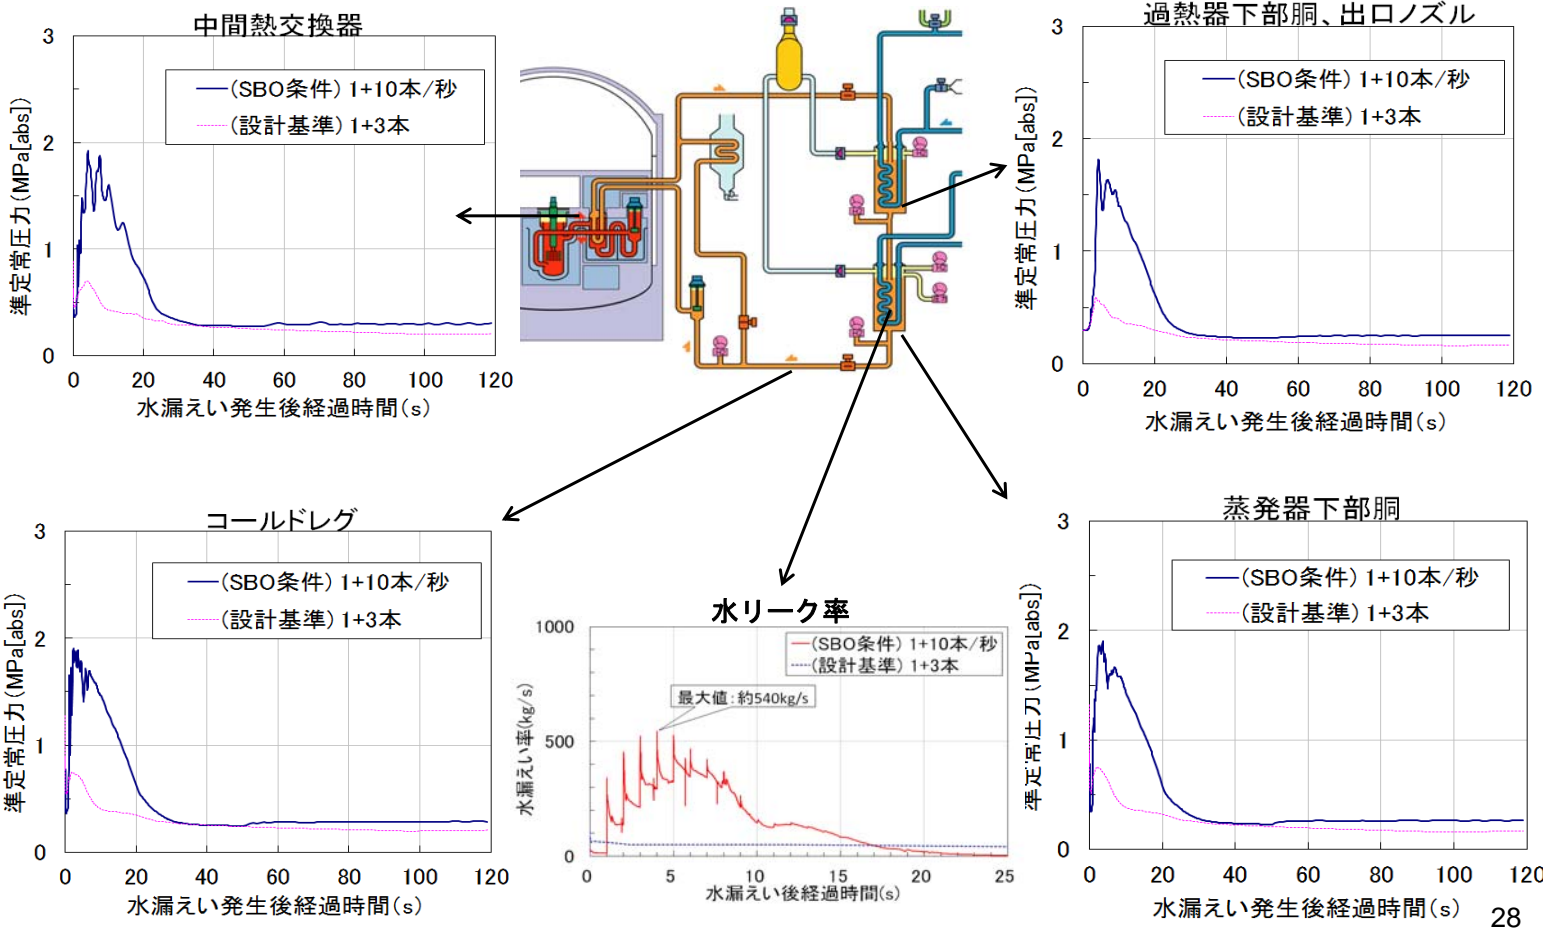 中間熱交換器
準定常圧力(MPa[abs])
3
2
1
0
(SBO条件) 1+10本/秒
(設計基準) 1+3本
0 20 40 60 80 100 120
水漏えい発生後経過時間(s)
過熱器下部胴、出口ノズル
準定常圧力(MPa[abs])
3
2
1
0
(SBO条件) 1+10本/秒
(設計基準) 1+3本
0 20 40 60 80 100 120
水漏えい発生後経過時間(s)
コールドレグ
準定常圧力(MPa[abs])
3
2
1
0
(SBO条件) 1+10本/秒
(設計基準) 1+3本
0 20 40 60 80 100 120
水漏えい発生後経過時間(s)
水リーク率
水漏えい率(kg/s)
1000
500
0
(SBO条件) 1+10本/秒
(設計基準) 1+3本
最大値:約540kg/s
0 5 10 15 20 25
水漏えい後経過時間(s)
蒸発器下部胴
準定常圧力(MPa[abs])
3
2
1
0
(SBO条件) 1+10本/秒
(設計基準) 1+3本
0 20 40 60 80 100 120
水漏えい発生後経過時間(s)
28